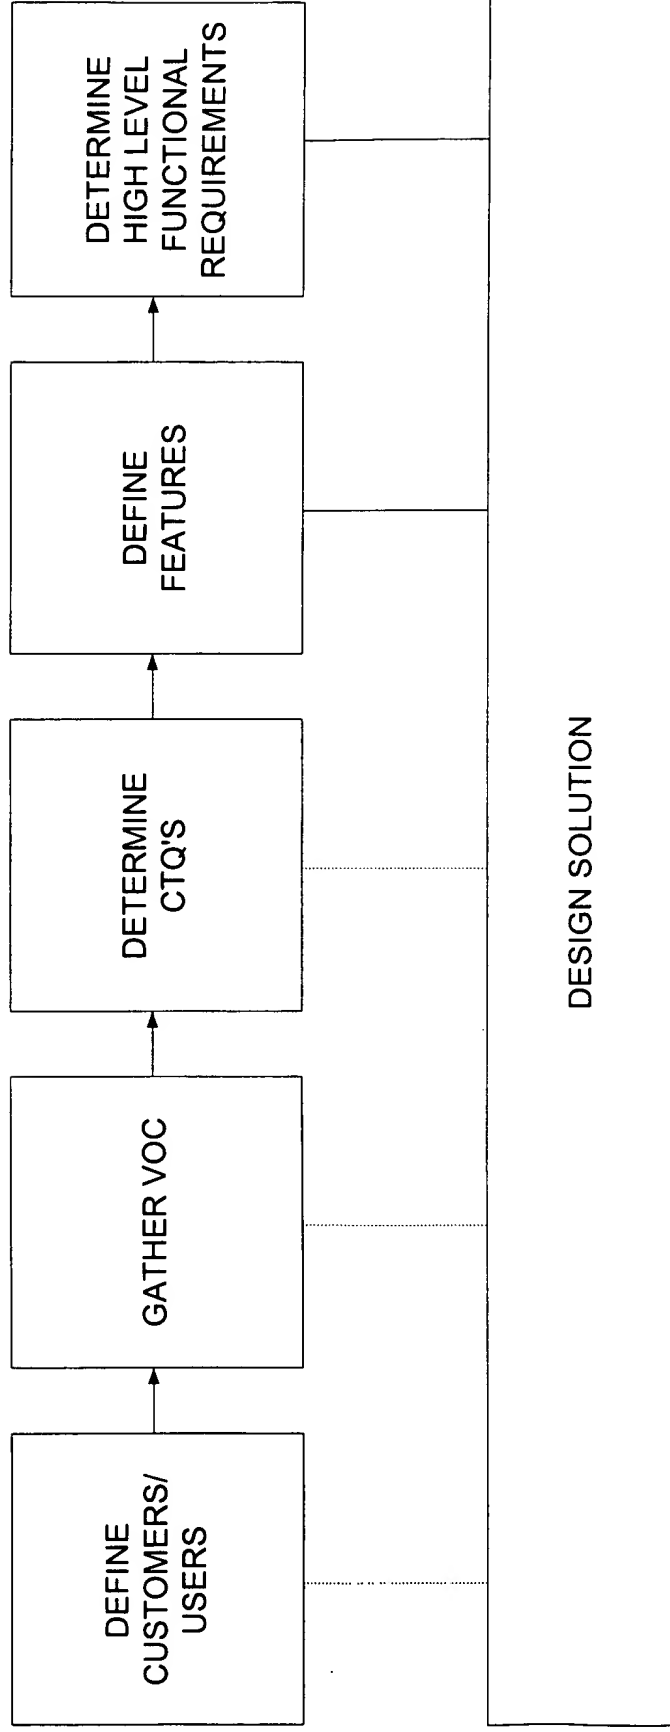 DEFINE
CUSTOMERS/
USERS
GATHER VOC
DETERMINE
CTQ'S
DEFINE
FEATURES
DETERMINE
HIGH LEVEL
FUNCTIONAL
REQUIREMENTS
DESIGN SOLUTION